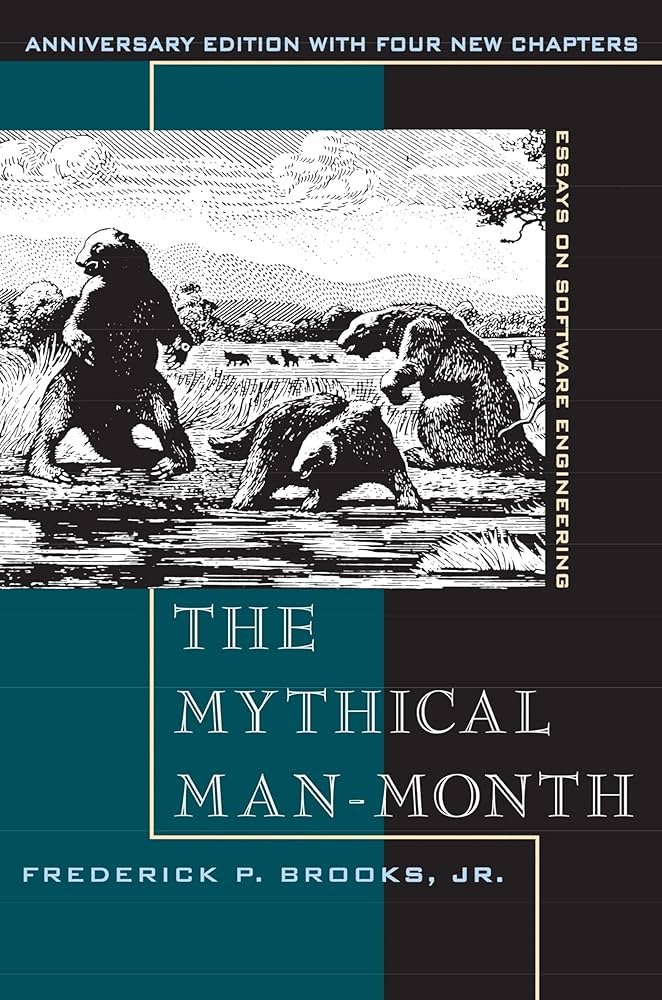 ANNIVERSARY EDITION WITH FOUR NEW CHAPTERS
ESSAYS ON SOFTWARE ENGINEERING
THE
MYTHICAL
MAN-MONTH
FREDERICK P. BROOKS, JR.